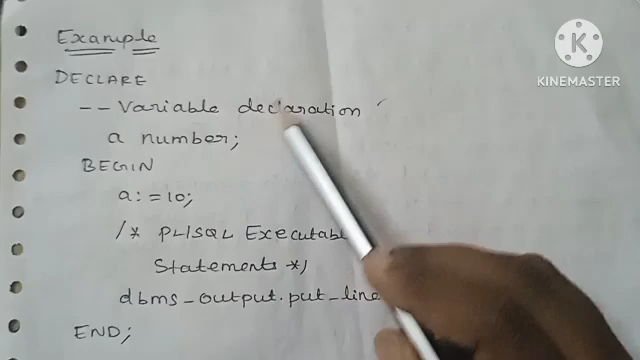 Example
DECLARE
-- Variable declaration
a number;
BEGIN
a:=10;
/* PL/SQL Executabl
Statements */
dbms_output.put_line
END;
K
KINEMASTER